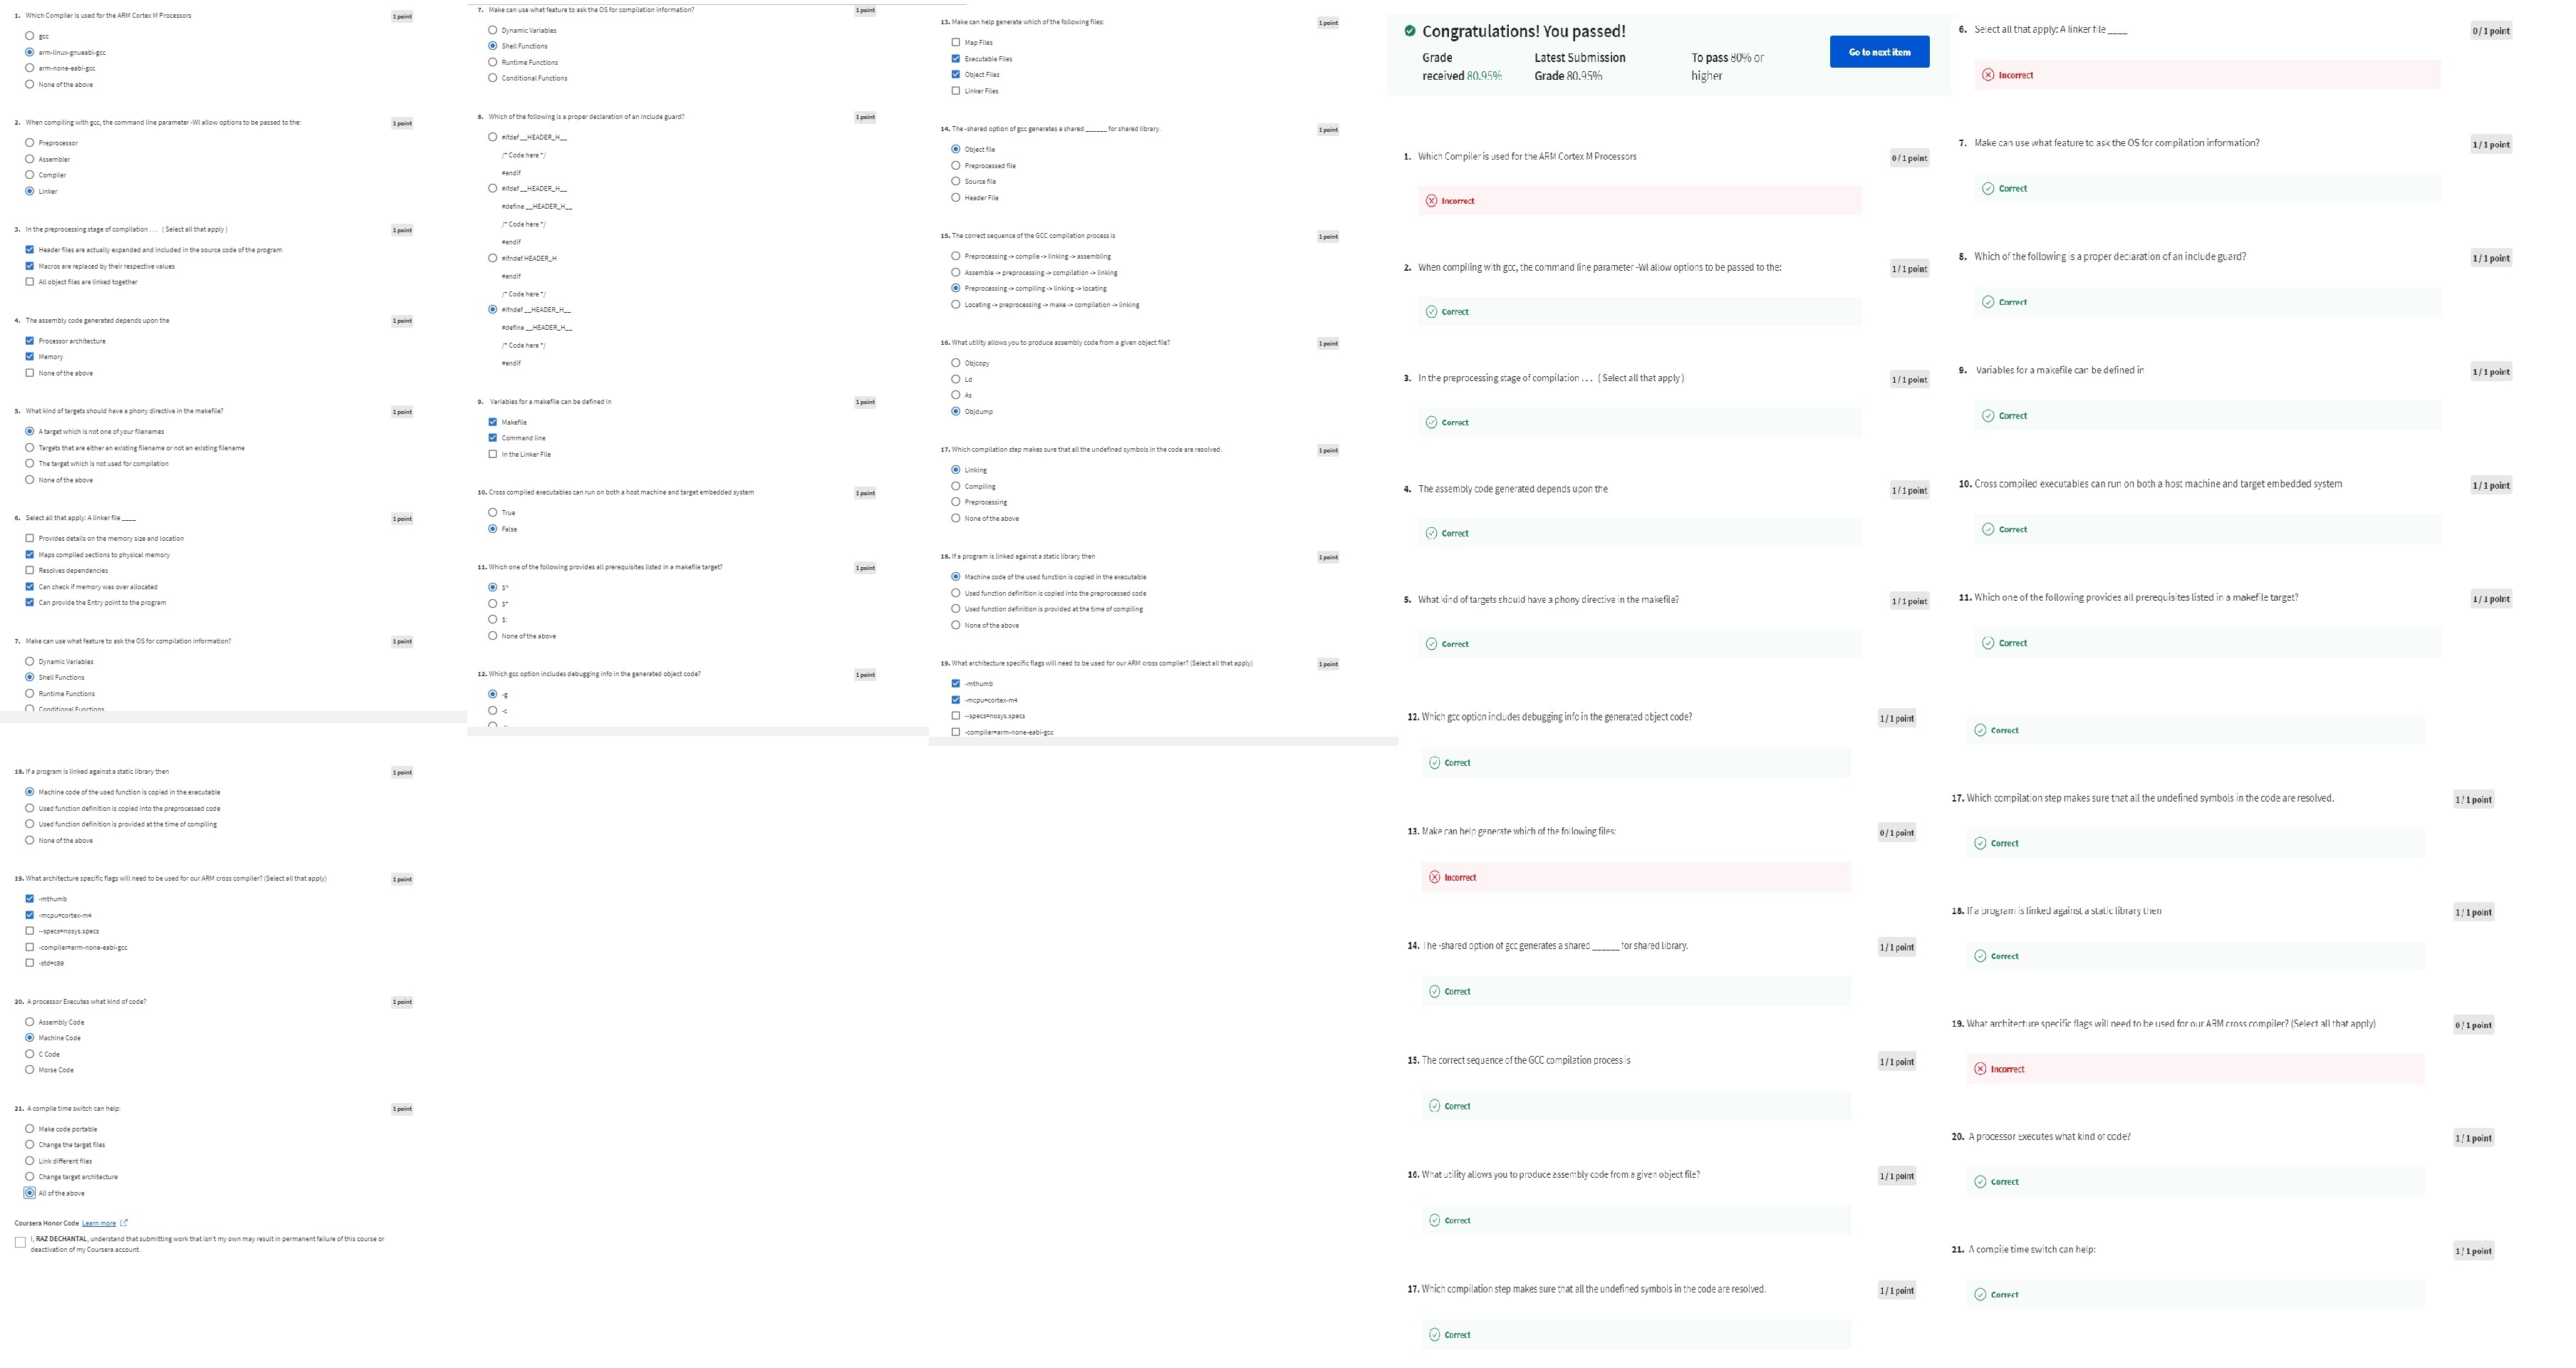 1. Which Compiler is used for the ARM Cortex M Processors
1 point
gcc
arm-linux-gnueabi-gcc
arm-none-eabi-gcc
None of the above
2. When compiling with gcc, the command line parameter -Wl allow options to be passed to the:
1 point
Preprocessor
Assembler
Compiler
Linker
3. In the preprocessing stage of compilation . . . ( Select all that apply )
1 point
Header files are actually expanded and included in the source code of the program
Macros are replaced by their respective values
All object files are linked together
4. The assembly code generated depends upon the
1 point
Processor architecture
Memory
None of the above
5. What kind of targets should have a phony directive in the makefile?
1 point
A target which is not one of your filenames
Targets that are either an existing filename or not an existing filename
The target which is not used for compilation
None of the above
6. Select all that apply: A linker file ____
1 point
Provides details on the memory size and location
Maps compiled sections to physical memory
Resolves dependencies
Can check if memory was over allocated
Can provide the Entry point to the program
7. Make can use what feature to ask the OS for compilation information?
1 point
Dynamic Variables
Shell Functions
Runtime Functions
Conditional Functions
18. If a program is linked against a static library then
1 point
Machine code of the used function is copied in the executable
Used function definition is copied into the preprocessed code
Used function definition is provided at the time of compiling
None of the above
19. What architecture specific flags will need to be used for our ARM cross compiler? (Select all that apply)
1 point
-mthumb
-mcpu=cortex-m4
--specs=nosys.specs
-compiler=arm-none-eabi-gcc
-std=c89
20. A processor Executes what kind of code?
1 point
Assembly Code
Machine Code
C Code
Morse Code
21. A compile time switch can help:
1 point
Make code portable
Change the target files
Link different files
Change target architecture
All of the above
Coursera Honor Code Learn more
I, RAZ DECHANTAL, understand that submitting work that isn't my own may result in permanent failure of this course or
deactivation of my Coursera account.
7. Make can use what feature to ask the OS for compilation information?
1 point
Dynamic Variables
Shell Functions
Runtime Functions
Conditional Functions
8. Which of the following is a proper declaration of an include guard?
1 point
#ifdef __HEADER_H__
/* Code here */
#endif
#ifdef __HEADER_H__
#define __HEADER_H__
/* Code here */
#endif
#ifndef HEADER_H
#endif
/* Code here */
#ifndef __HEADER_H__
#define __HEADER_H__
/* Code here */
#endif
9. Variables for a makefile can be defined in
1 point
Makefile
Command line
In the Linker File
10. Cross compiled executables can run on both a host machine and target embedded system
1 point
True
False
11. Which one of the following provides all prerequisites listed in a makefile target?
1 point
$^
$*
$:
None of the above
12. Which gcc option includes debugging info in the generated object code?
1 point
-g
-c
13. Make can help generate which of the following files:
1 point
Map Files
Executable Files
Object Files
Linker Files
14. The -shared option of gcc generates a shared ______ for shared library.
1 point
Object file
Preprocessed file
Source file
Header File
15. The correct sequence of the GCC compilation process is
1 point
Preprocessing -> compile -> linking -> assembling
Assemble -> preprocessing -> compilation -> linking
Preprocessing -> compiling -> linking -> locating
Locating -> preprocessing -> make -> compilation -> linking
16. What utility allows you to produce assembly code from a given object file?
1 point
Objcopy
Ld
As
Objdump
17. Which compilation step makes sure that all the undefined symbols in the code are resolved.
1 point
Linking
Compiling
Preprocessing
None of the above
18. If a program is linked against a static library then
1 point
Machine code of the used function is copied in the executable
Used function definition is copied into the preprocessed code
Used function definition is provided at the time of compiling
None of the above
19. What architecture specific flags will need to be used for our ARM cross compiler? (Select all that apply)
1 point
-mthumb
-mcpu=cortex-m4
--specs=nosys.specs
-compiler=arm-none-eabi-gcc
Congratulations! You passed!
Grade received 80.95%
Latest Submission Grade 80.95%
To pass 80% or higher
Go to next item
1. Which Compiler is used for the ARM Cortex M Processors
0 / 1 point
Incorrect
2. When compiling with gcc, the command line parameter -Wl allow options to be passed to the:
1 / 1 point
Correct
3. In the preprocessing stage of compilation . . . ( Select all that apply )
1 / 1 point
Correct
4. The assembly code generated depends upon the
1 / 1 point
Correct
5. What kind of targets should have a phony directive in the makefile?
1 / 1 point
Correct
12. Which gcc option includes debugging info in the generated object code?
1 / 1 point
Correct
13. Make can help generate which of the following files:
0 / 1 point
Incorrect
14. The -shared option of gcc generates a shared ______ for shared library.
1 / 1 point
Correct
15. The correct sequence of the GCC compilation process is
1 / 1 point
Correct
16. What utility allows you to produce assembly code from a given object file?
1 / 1 point
Correct
17. Which compilation step makes sure that all the undefined symbols in the code are resolved.
1 / 1 point
Correct
6. Select all that apply: A linker file ____
0 / 1 point
Incorrect
7. Make can use what feature to ask the OS for compilation information?
1 / 1 point
Correct
8. Which of the following is a proper declaration of an include guard?
1 / 1 point
Correct
9. Variables for a makefile can be defined in
1 / 1 point
Correct
10. Cross compiled executables can run on both a host machine and target embedded system
1 / 1 point
Correct
11. Which one of the following provides all prerequisites listed in a makefile target?
1 / 1 point
Correct
Correct
17. Which compilation step makes sure that all the undefined symbols in the code are resolved.
1 / 1 point
Correct
18. If a program is linked against a static library then
1 / 1 point
Correct
19. What architecture specific flags will need to be used for our ARM cross compiler? (Select all that apply)
0 / 1 point
Incorrect
20. A processor Executes what kind of code?
1 / 1 point
Correct
21. A compile time switch can help:
1 / 1 point
Correct